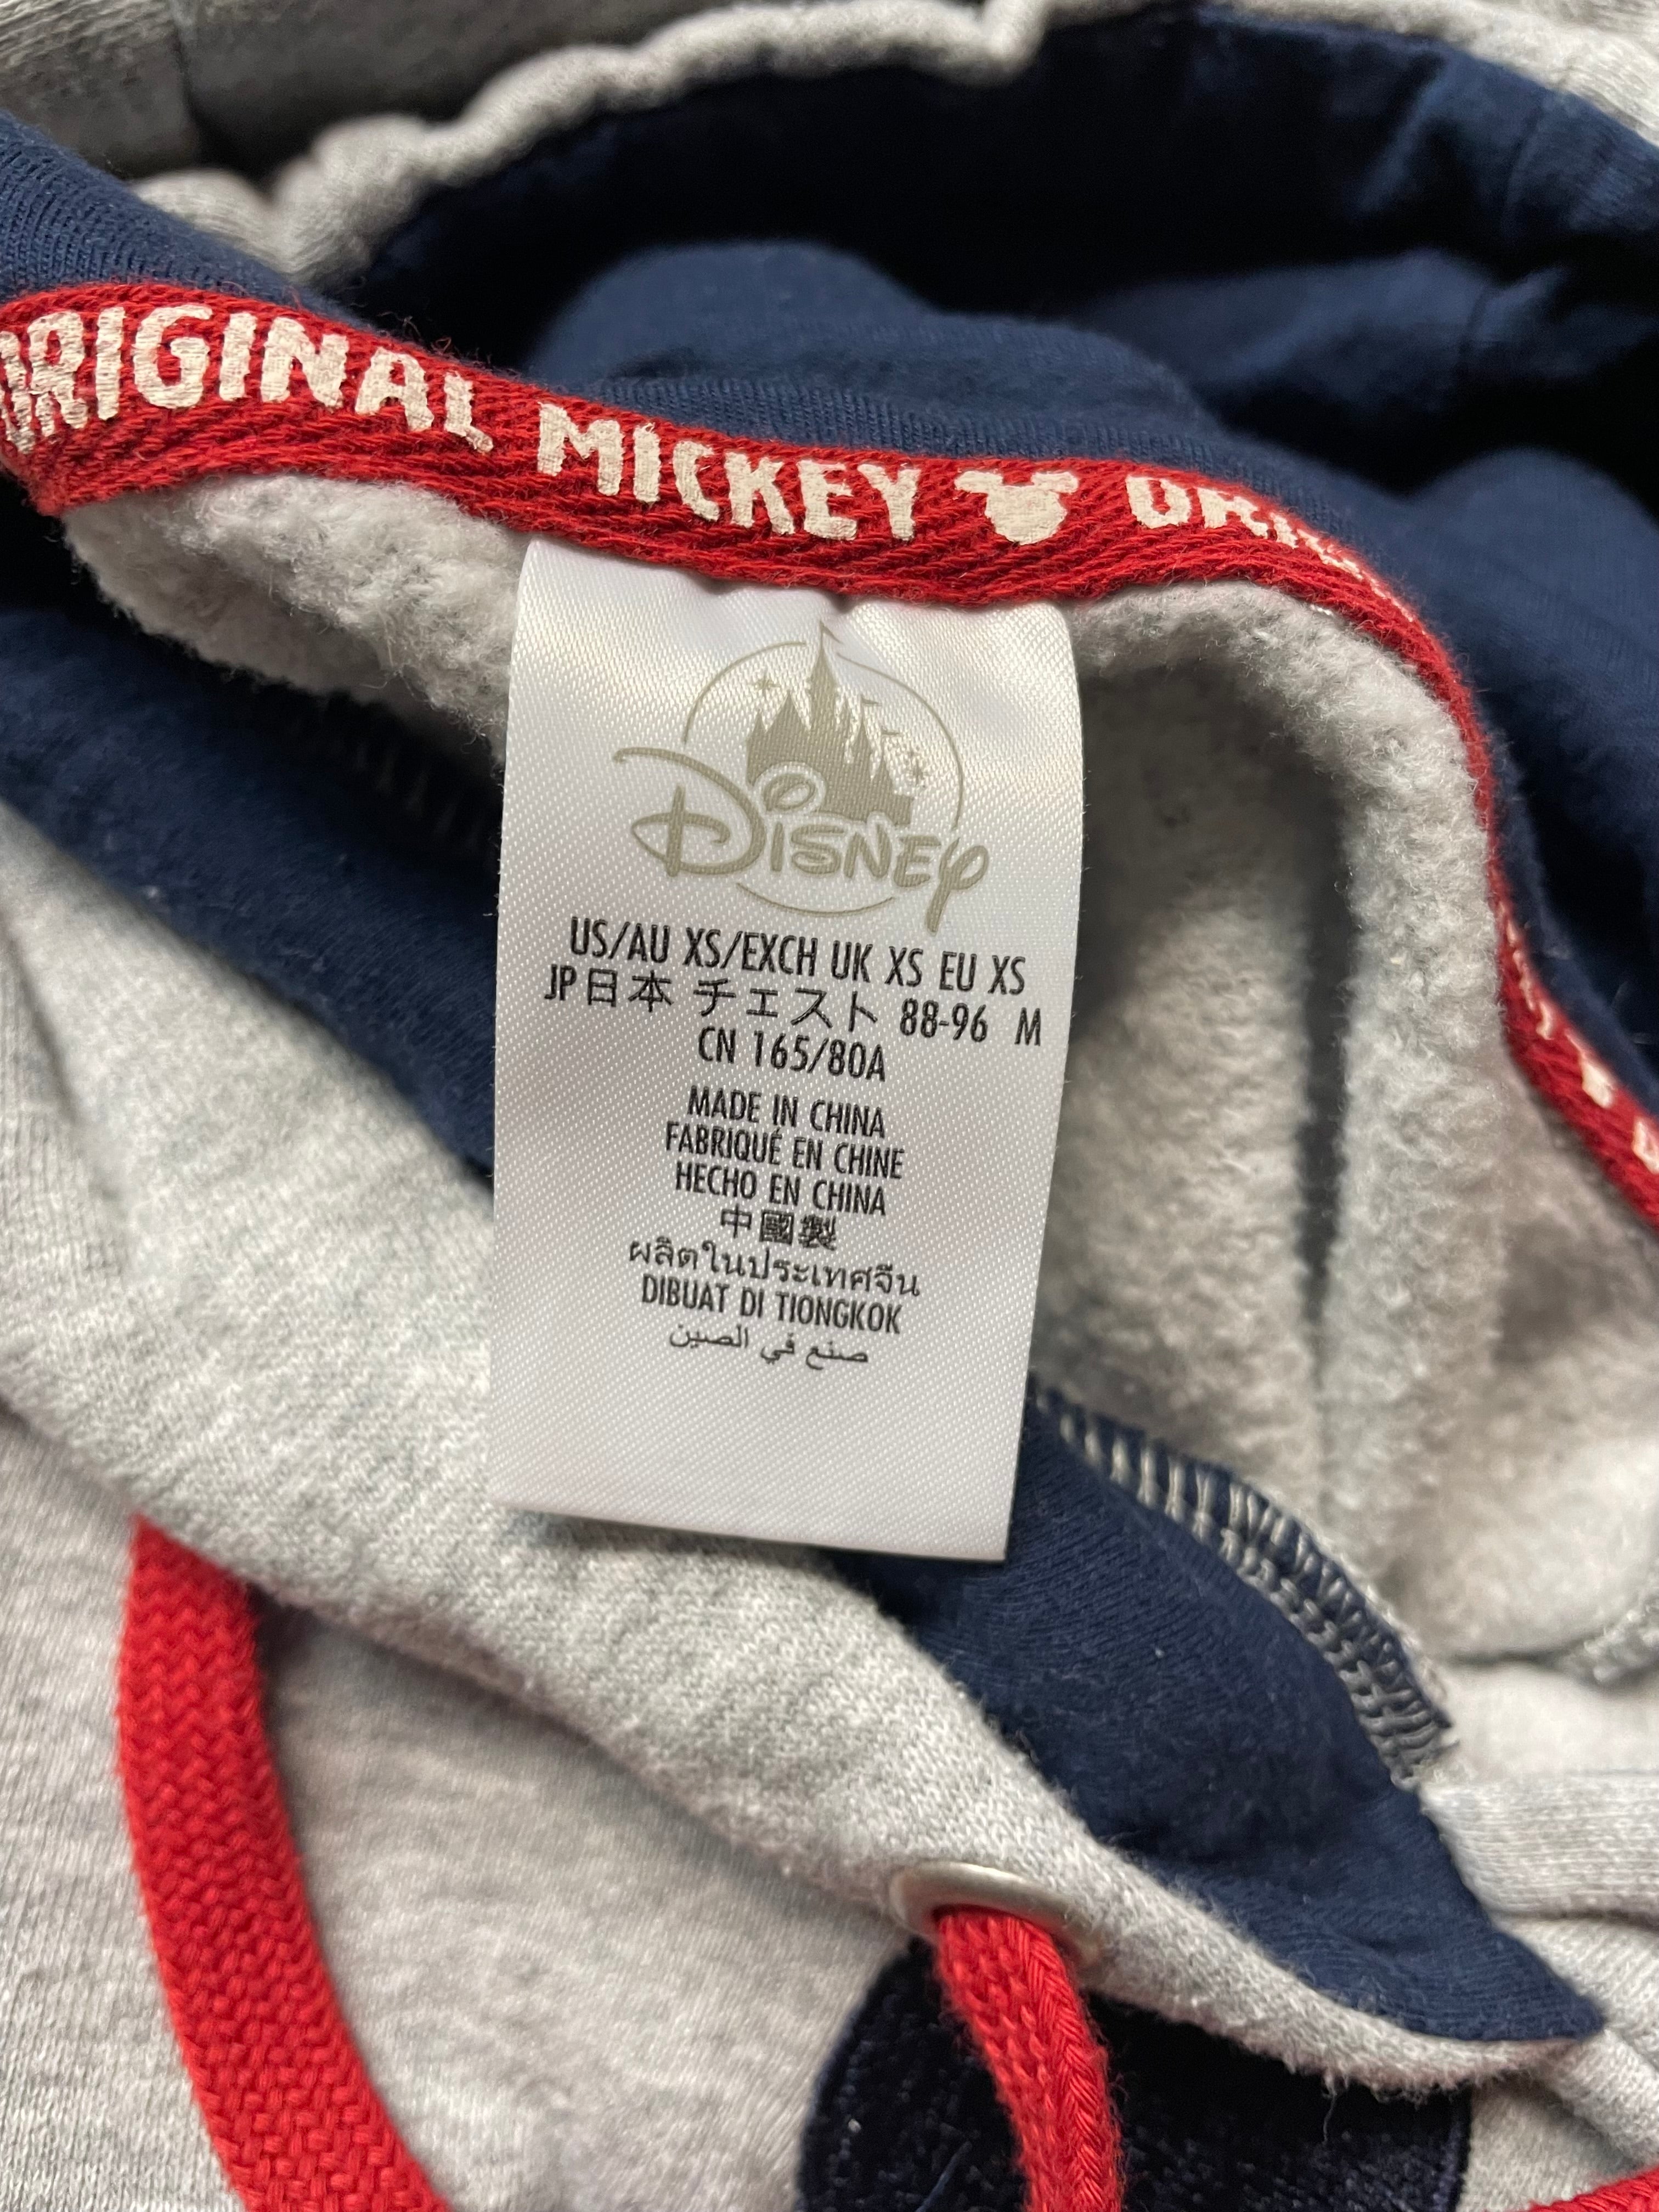 ORIGINAL MICKEY ORIG
Disney
US/AU XS/EXCH UK XS EU XS
JP日本 チェスト 88-96 M
CN 165/80A
MADE IN CHINA
FABRIQUÉ EN CHINE
HECHO EN CHINA
中國製
ผลิตในประเทศจีน
DIBUAT DI TIONGKOK
صنع في الصين